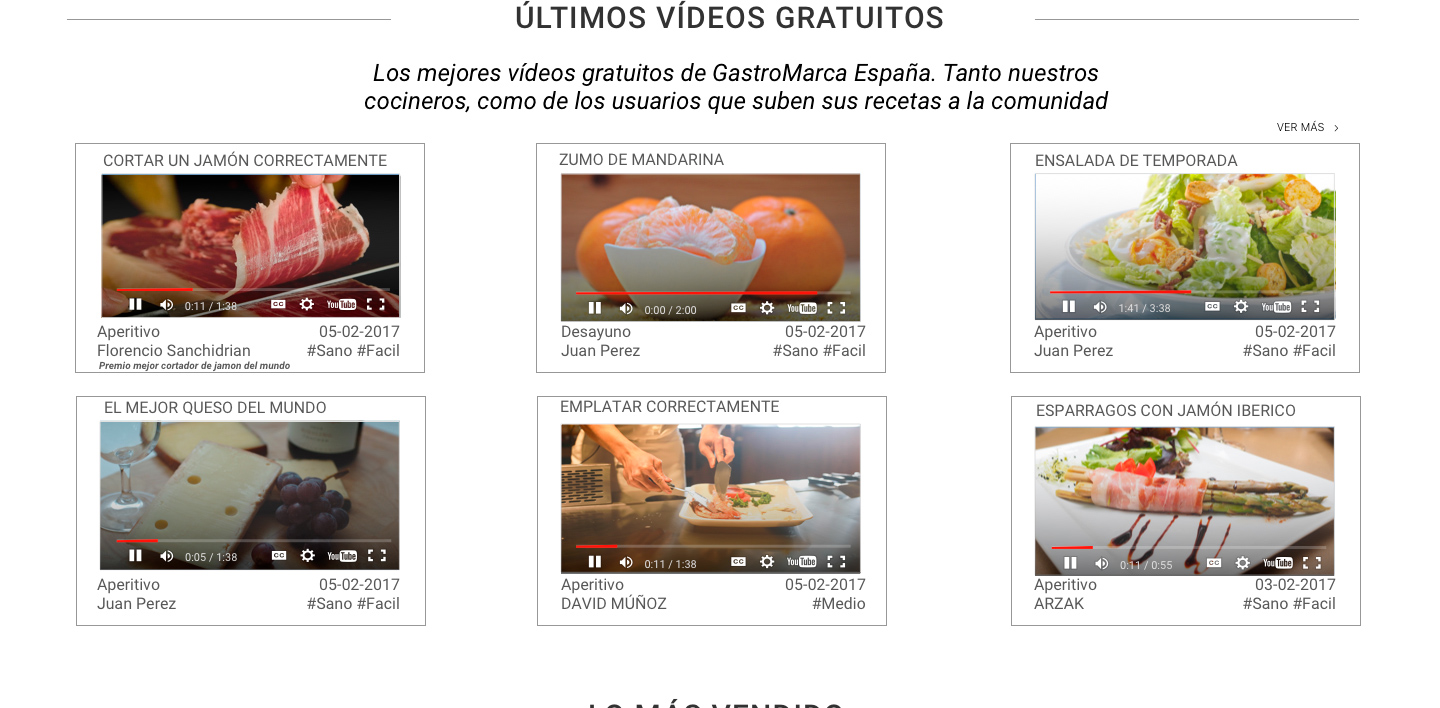 ÚLTIMOS VÍDEOS GRATUITOS
Los mejores vídeos gratuitos de GastroMarca España. Tanto nuestros
cocineros, como de los usuarios que suben sus recetas a la comunidad
VER MÁS >
CORTAR UN JAMÓN CORRECTAMENTE
0:11 / 1:38 CC YouTube
Aperitivo 05-02-2017
Florencio Sanchidrian #Sano #Facil
Premio mejor cortador de jamon del mundo
ZUMO DE MANDARINA
0:00 / 2:00 CC YouTube
Desayuno 05-02-2017
Juan Perez #Sano #Facil
ENSALADA DE TEMPORADA
1:41 / 3:38 CC YouTube
Aperitivo 05-02-2017
Juan Perez #Sano #Facil
EL MEJOR QUESO DEL MUNDO
0:05 / 1:38 CC YouTube
Aperitivo 05-02-2017
Juan Perez #Sano #Facil
EMPLATAR CORRECTAMENTE
0:11 / 1:38 CC YouTube
Aperitivo 05-02-2017
DAVID MÚÑOZ #Medio
ESPARRAGOS CON JAMÓN IBERICO
0:11 / 0:55 CC YouTube
Aperitivo 03-02-2017
ARZAK #Sano #Facil
LO MÁS VENDIDO